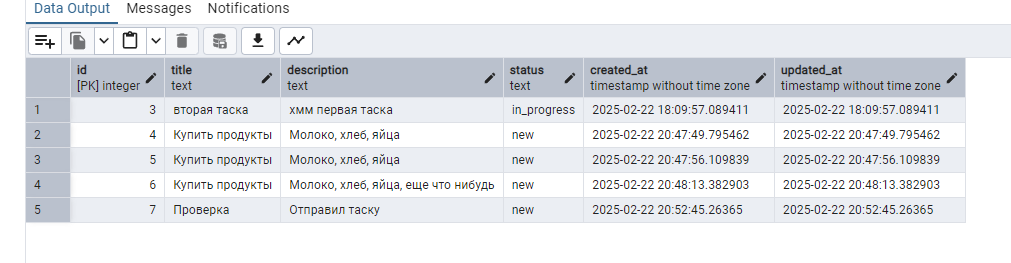 Data Output Messages Notifications
id title description status created_at updated_at
[PK] integer text text text timestamp without time zone timestamp without time zone
1 3 вторая таска хмм первая таска in_progress 2025-02-22 18:09:57.089411 2025-02-22 18:09:57.089411
2 4 Купить продукты Молоко, хлеб, яйца new 2025-02-22 20:47:49.795462 2025-02-22 20:47:49.795462
3 5 Купить продукты Молоко, хлеб, яйца new 2025-02-22 20:47:56.109839 2025-02-22 20:47:56.109839
4 6 Купить продукты Молоко, хлеб, яйца, еще что нибудь new 2025-02-22 20:48:13.382903 2025-02-22 20:48:13.382903
5 7 Проверка Отправил таску new 2025-02-22 20:52:45.26365 2025-02-22 20:52:45.26365